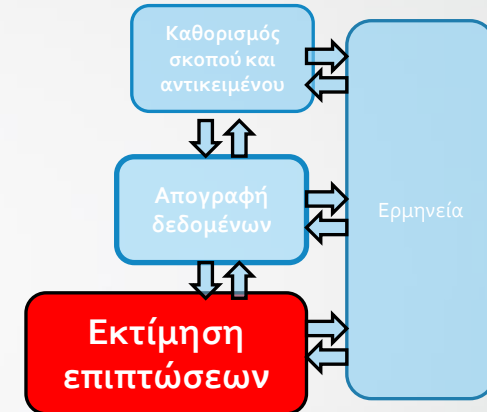 Καθορισμός
σκοπού και
αντικειμένου
Απογραφή
δεδομένων
Ερμηνεία
Εκτίμηση
επιπτώσεων